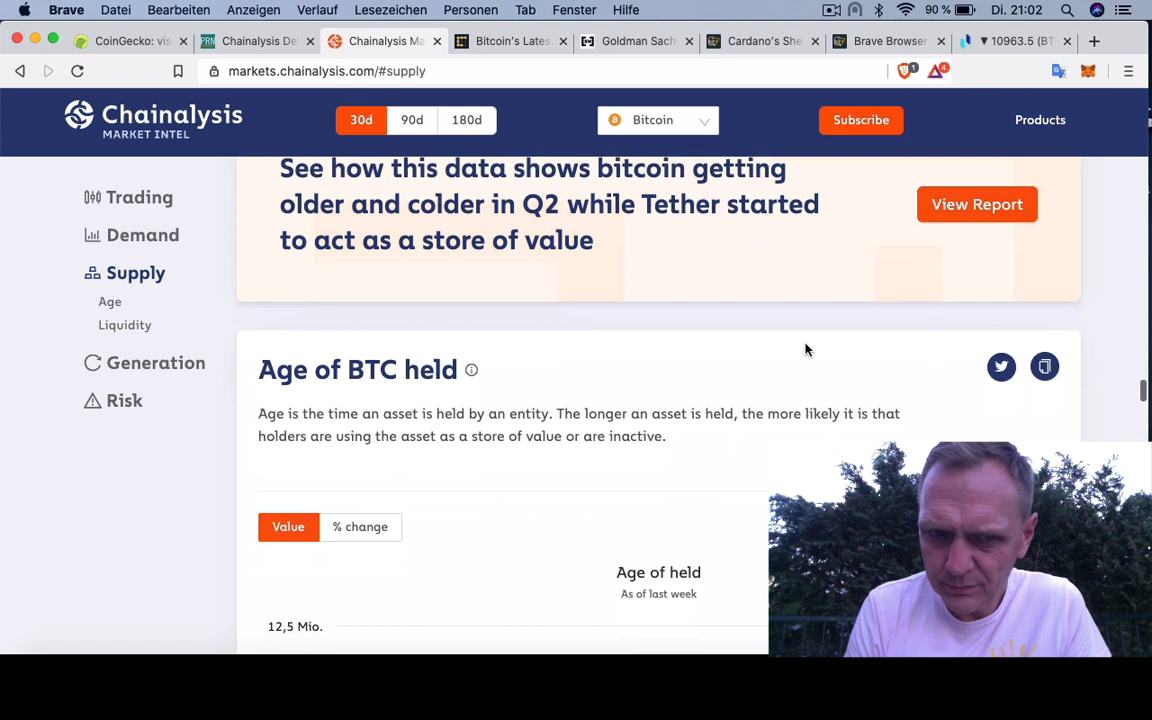 Brave Datei Bearbeiten Anzeigen Verlauf Lesezeichen Personen Tab Fenster Hilfe 90 % Di. 21:02
CoinGecko: vis Chainalysis De Chainalysis Ma Bitcoin's Lates Goldman Sach Cardano's She Brave Browser ▼10963.5 (BT
markets.chainalysis.com/#supply 1 4
Chainalysis
MARKET INTEL
30d 90d 180d Bitcoin Subscribe Products
Trading
Demand
Supply
Age
Liquidity
Generation
Risk
See how this data shows bitcoin getting
older and colder in Q2 while Tether started
to act as a store of value
View Report
Age of BTC held
Age is the time an asset is held by an entity. The longer an asset is held, the more likely it is that
holders are using the asset as a store of value or are inactive.
Value % change
Age of held
As of last week
12,5 Mio.